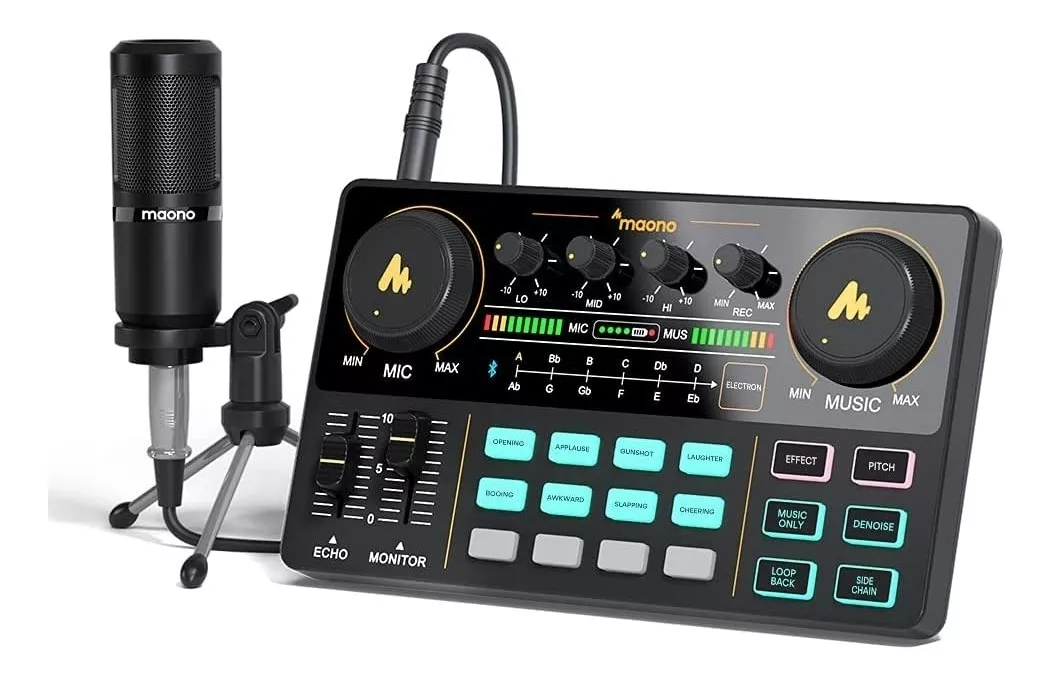 maono
maono
-10 +10
LO
-10 +10
MID
-10 +10
HI
MIN MAX
REC
MIC MUS
MIN MAX
MIC
MIN MAX
MUSIC
A Bb B C Db D
Ab G Gb F E Eb
ELECTRON
10
5
0
ECHO MONITOR
OPENING APPLAUSE GUNSHOT LAUGHTER
BOOING AWKWARD SLAPPING CHEERING
EFFECT PITCH
MUSIC
ONLY
DENOISE
LOOP
BACK
SIDE
CHAIN